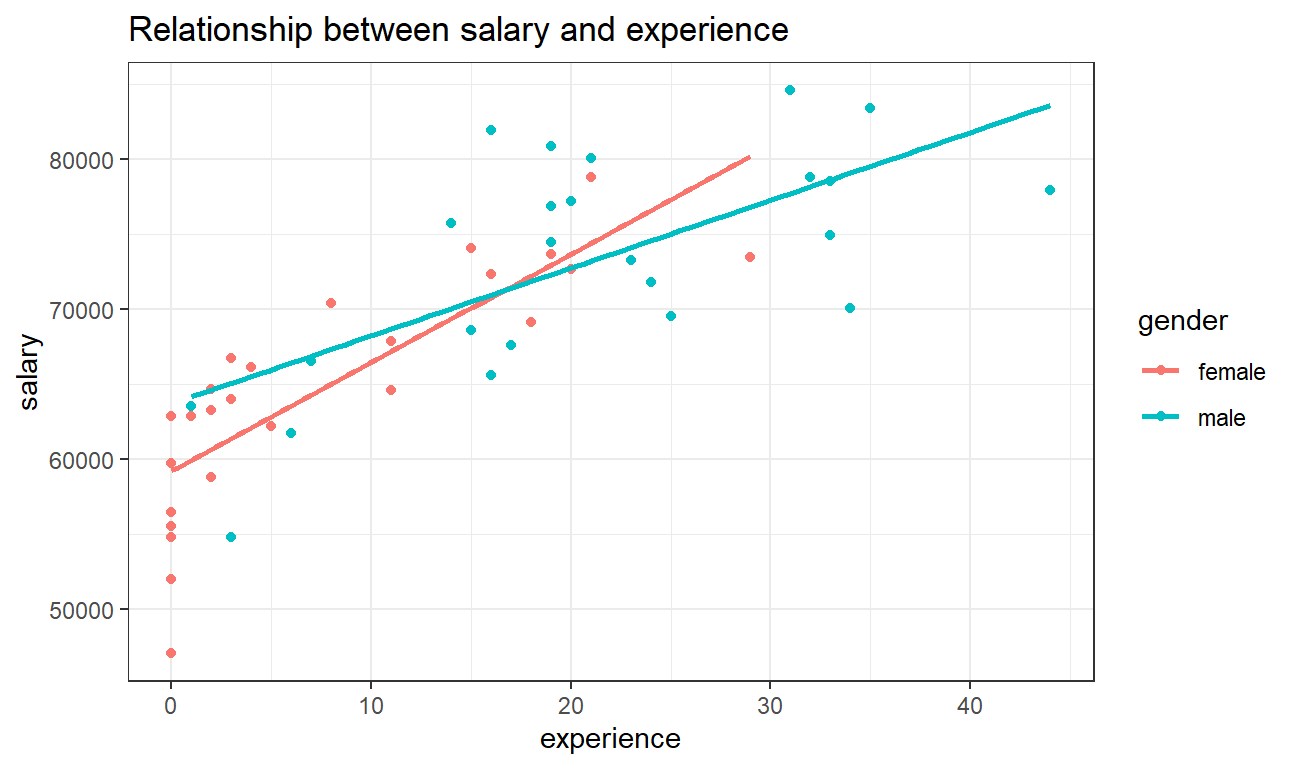 Relationship between salary and experience
80000
70000
60000
50000
salary
0 10 20 30 40
experience
gender
female
male